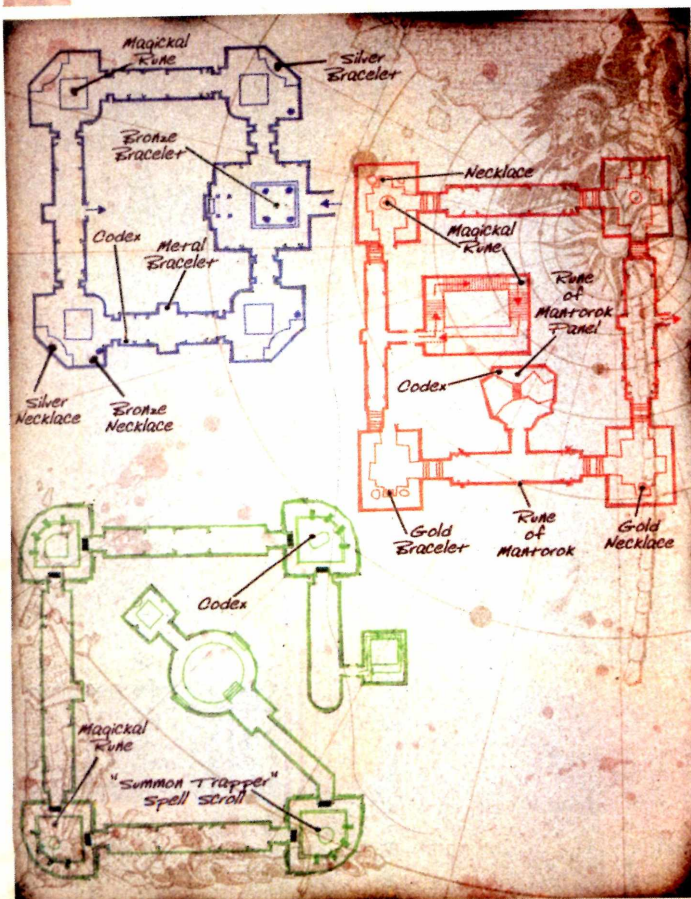 Magickal
Rune
Silver
Bracelet
Bronze
Bracelet
Codex
Metal
Bracelet
Silver
Necklace
Bronze
Necklace
Necklace
Magickal
Rune
Rune
of
Mantorok
Panel
Codex
Gold
Bracelet
Rune
of
Mantorok
Gold
Necklace
Codex
Magickal
Rune
"Summon Trapper"
Spell Scroll